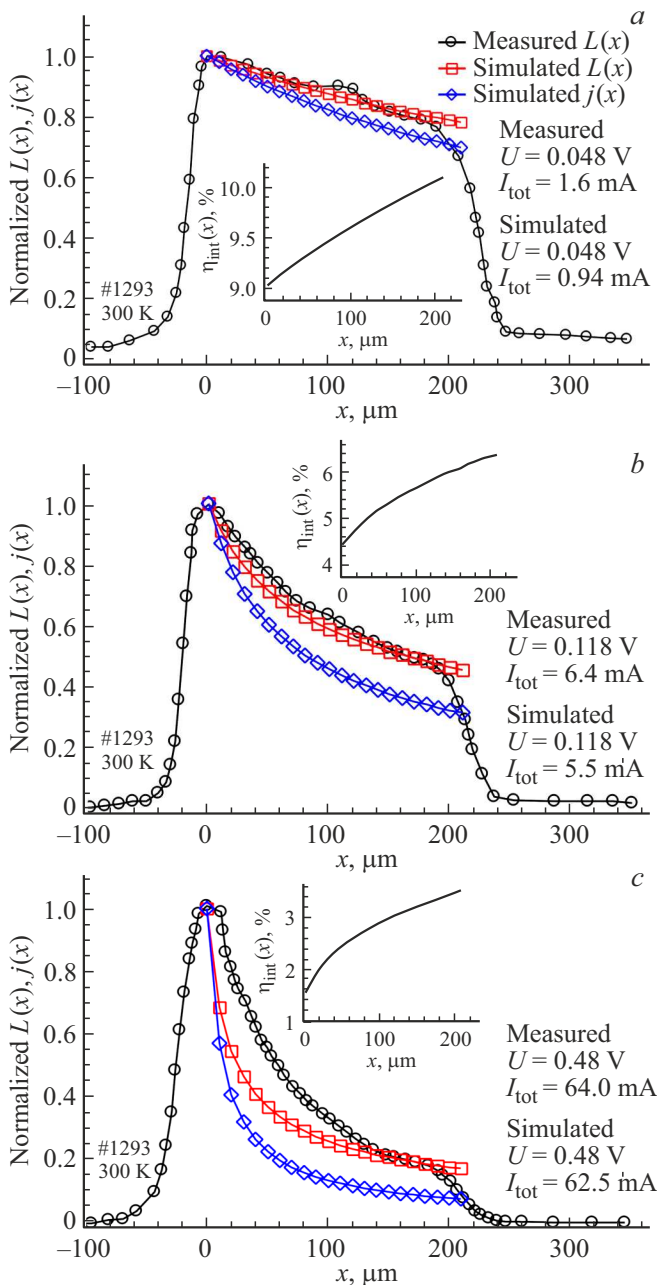 a
Measured L(x)
Simulated L(x)
Simulated j(x)
Measured
U = 0.048 V
I_tot = 1.6 mA
Simulated
U = 0.048 V
I_tot = 0.94 mA
Normalized L(x), j(x)
1.0
0.8
0.6
0.4
0.2
0
#1293
300 K
η_int(x), %
10.0
9.5
9.0
0
100
200
x, µm
–100
0
100
200
300
x, µm
b
Normalized L(x), j(x)
1.0
0.8
0.6
0.4
0.2
0
#1293
300 K
η_int(x), %
6
5
4
0
100
200
x, µm
Measured
U = 0.118 V
I_tot = 6.4 mA
Simulated
U = 0.118 V
I_tot = 5.5 mA
–100
0
100
200
300
x, µm
c
Normalized L(x), j(x)
1.0
0.8
0.6
0.4
0.2
0
#1293
300 K
η_int(x), %
3
2
1
0
100
200
x, µm
Measured
U = 0.48 V
I_tot = 64.0 mA
Simulated
U = 0.48 V
I_tot = 62.5 mA
–100
0
100
200
300
x, µm